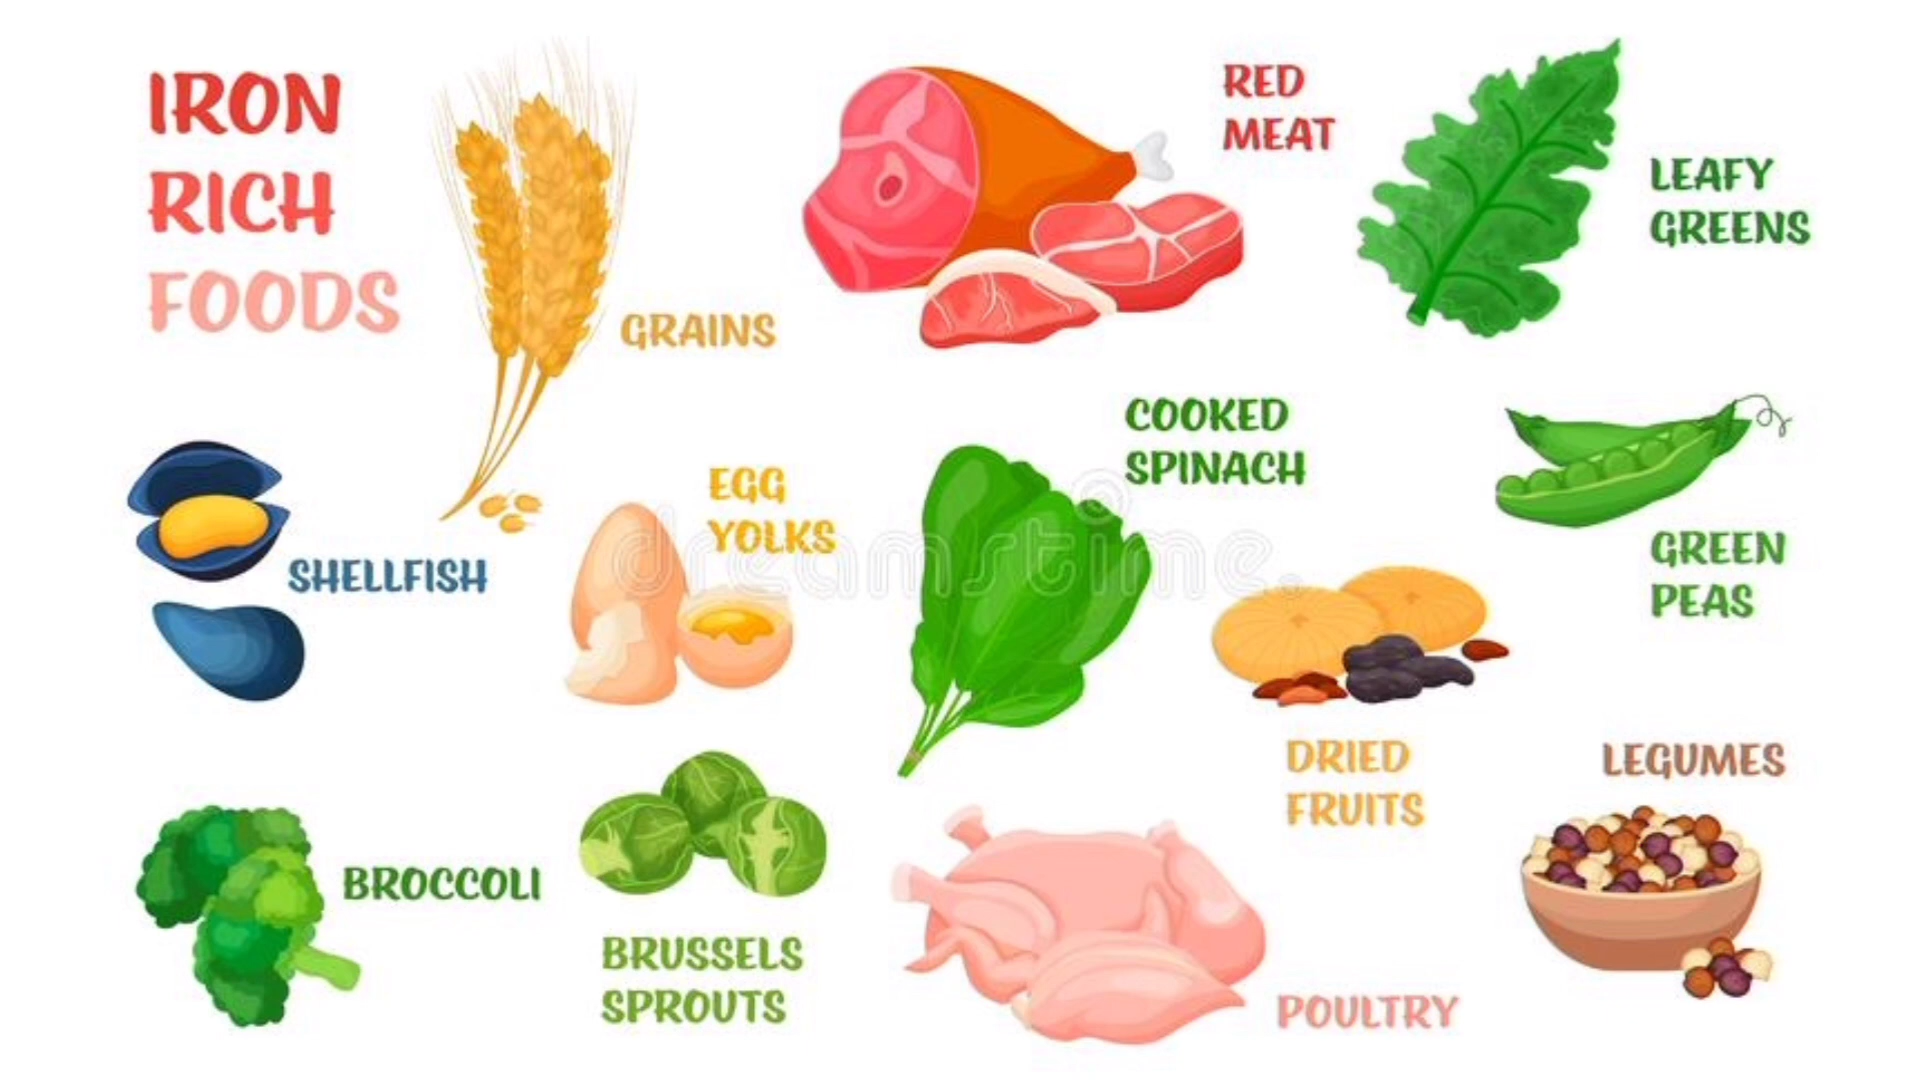 IRON
RICH
FOODS
GRAINS
RED
MEAT
LEAFY
GREENS
SHELLFISH
EGG
YOLKS
COOKED
SPINACH
GREEN
PEAS
dreamstime.
DRIED
FRUITS
LEGUMES
BROCCOLI
BRUSSELS
SPROUTS
POULTRY